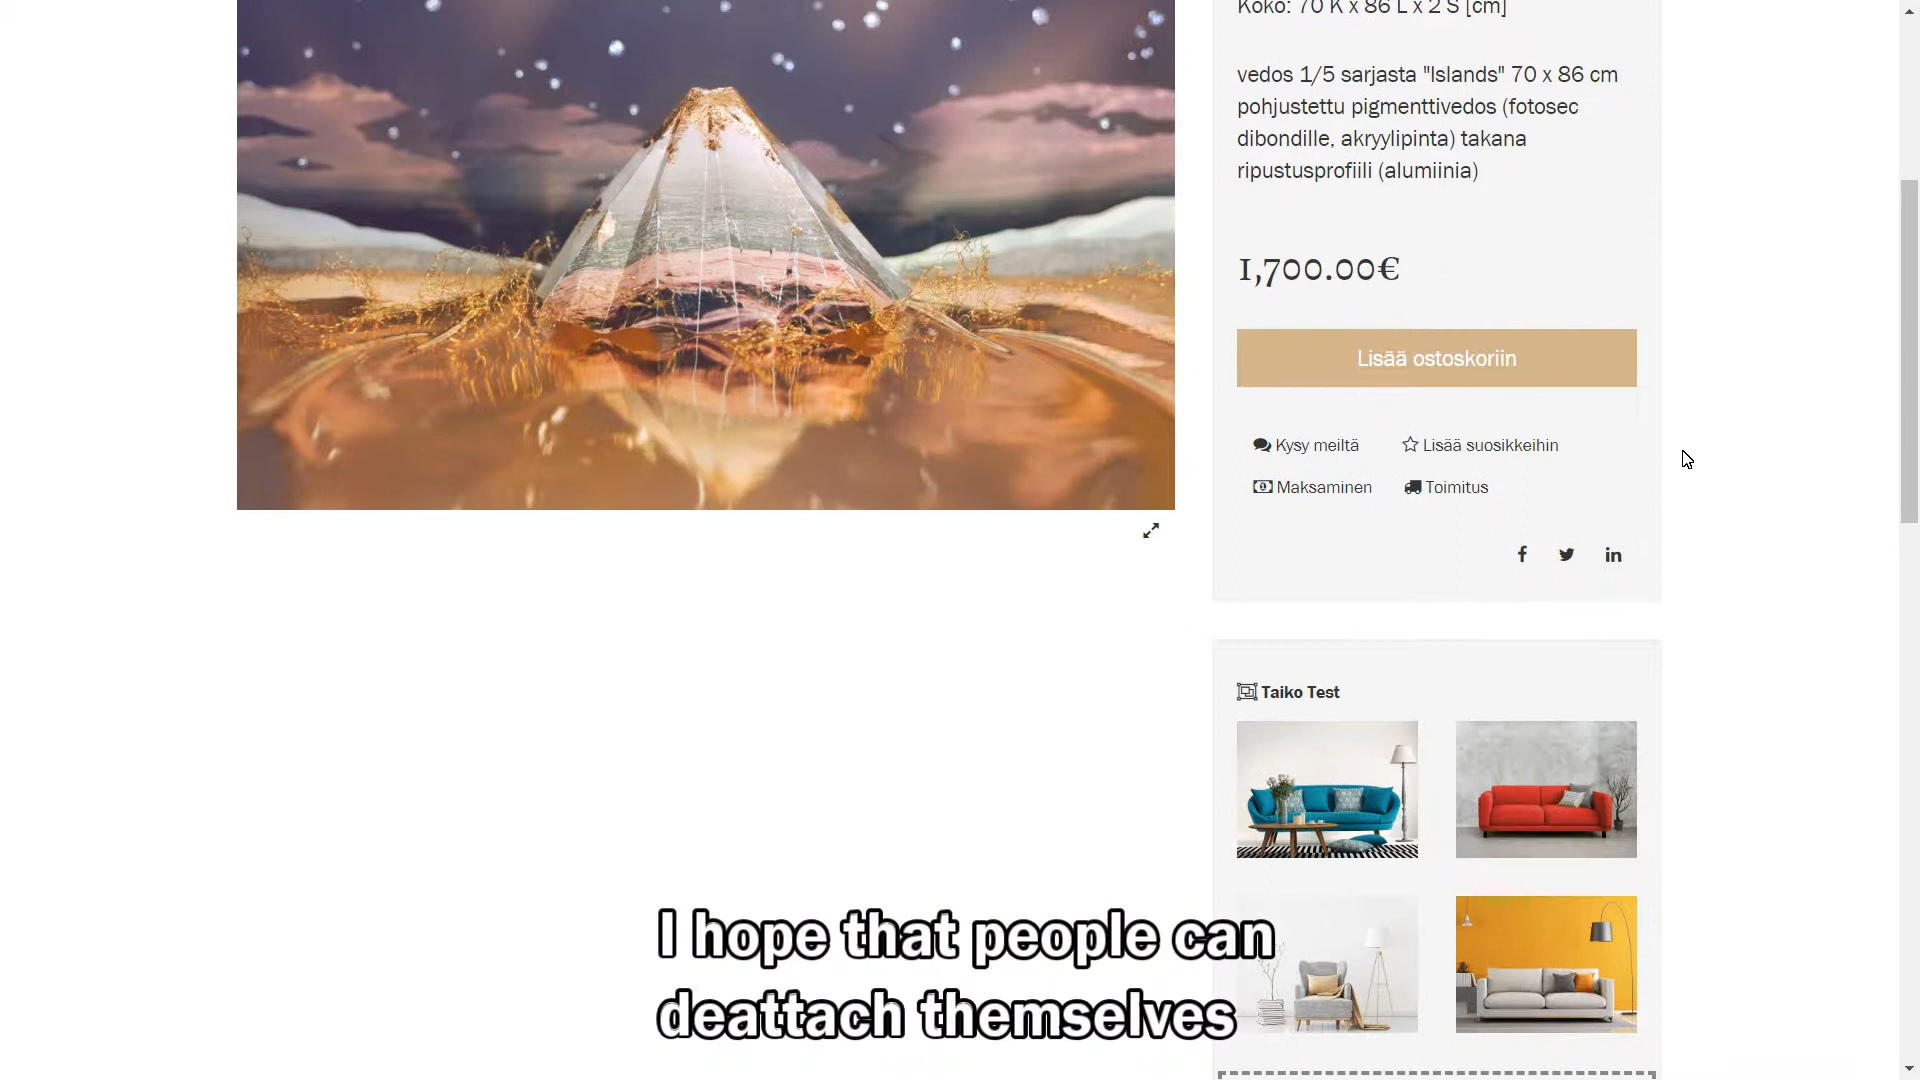 Koko: 70 K x 86 L x 2 S [cm]
vedos 1/5 sarjasta "Islands" 70 x 86 cm
pohjustettu pigmenttivedos (fotosec
dibondille, akryylipinta) takana
ripustusprofiili (alumiinia)
1,700.00€
Lisää ostoskoriin
Kysy meiltä
Lisää suosikkeihin
Maksaminen
Toimitus
Taiko Test
I hope that people can
deattach themselves